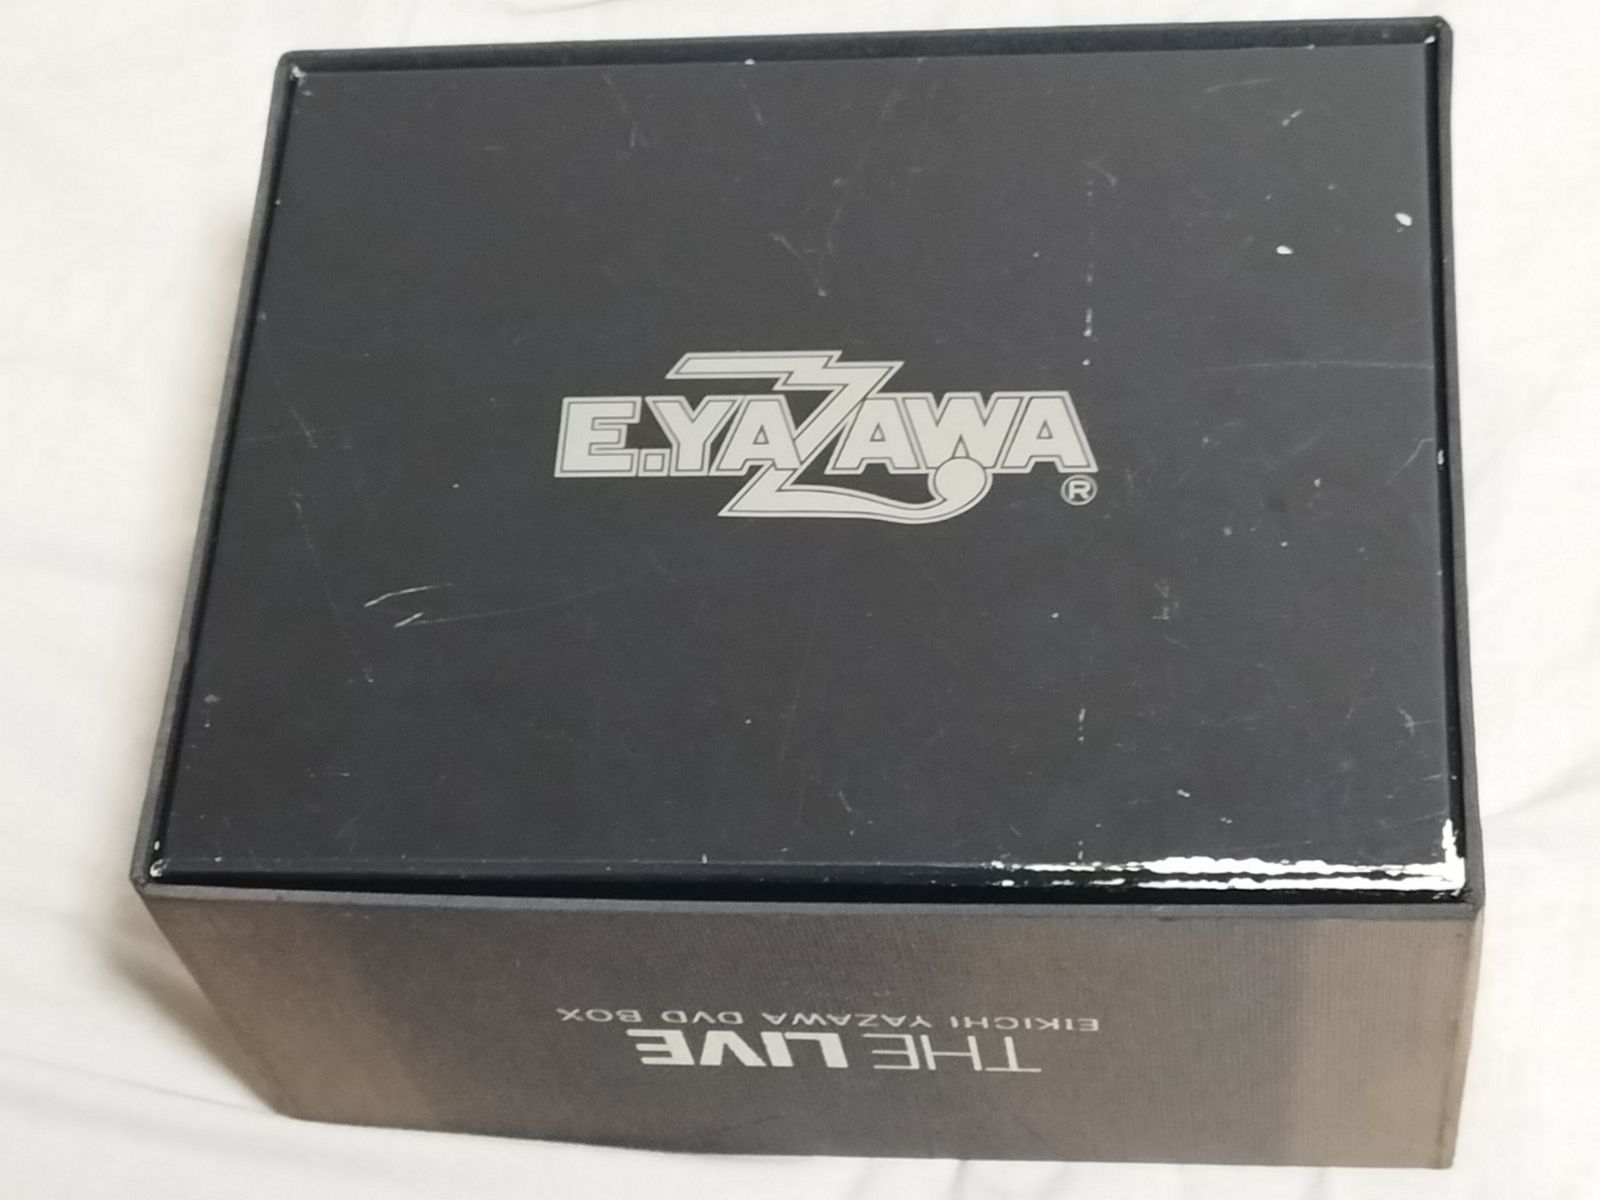 E.YAZAWA
®
THE LIVE
EIKICHI YAZAWA DVD BOX